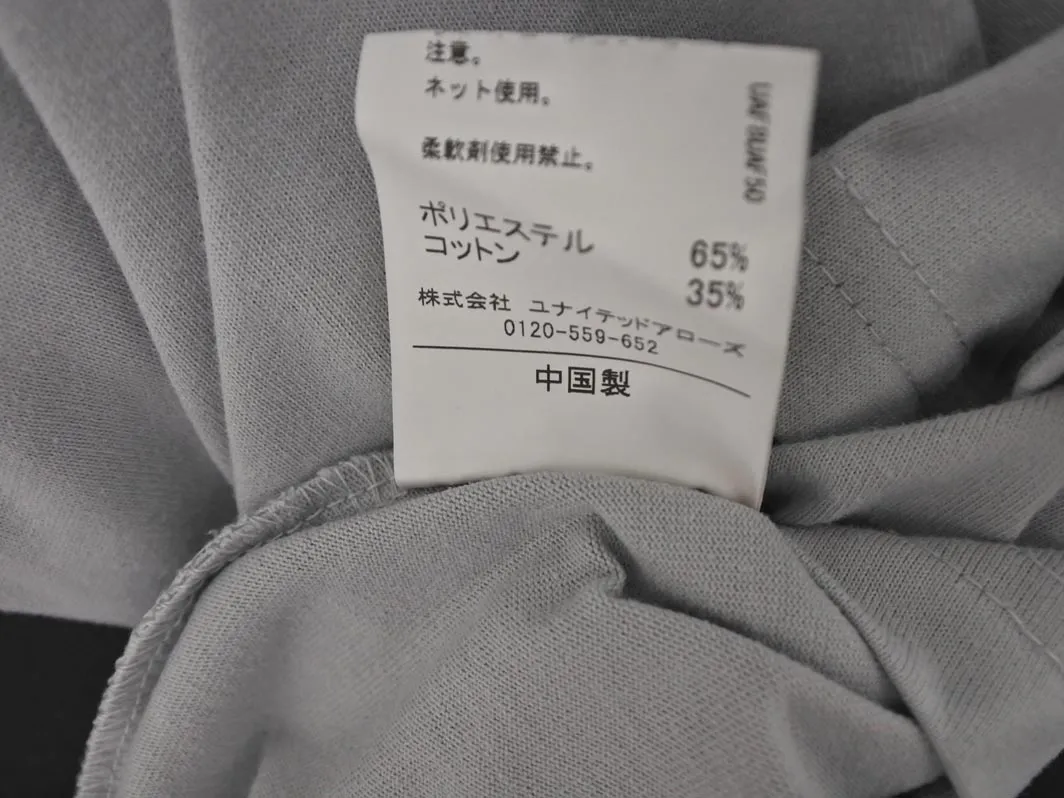 注意。
ネット使用。
柔軟剤使用禁止。
ポリエステル 65%
コットン 35%
株式会社 ユナイテッドアローズ
0120-559-652
中国製